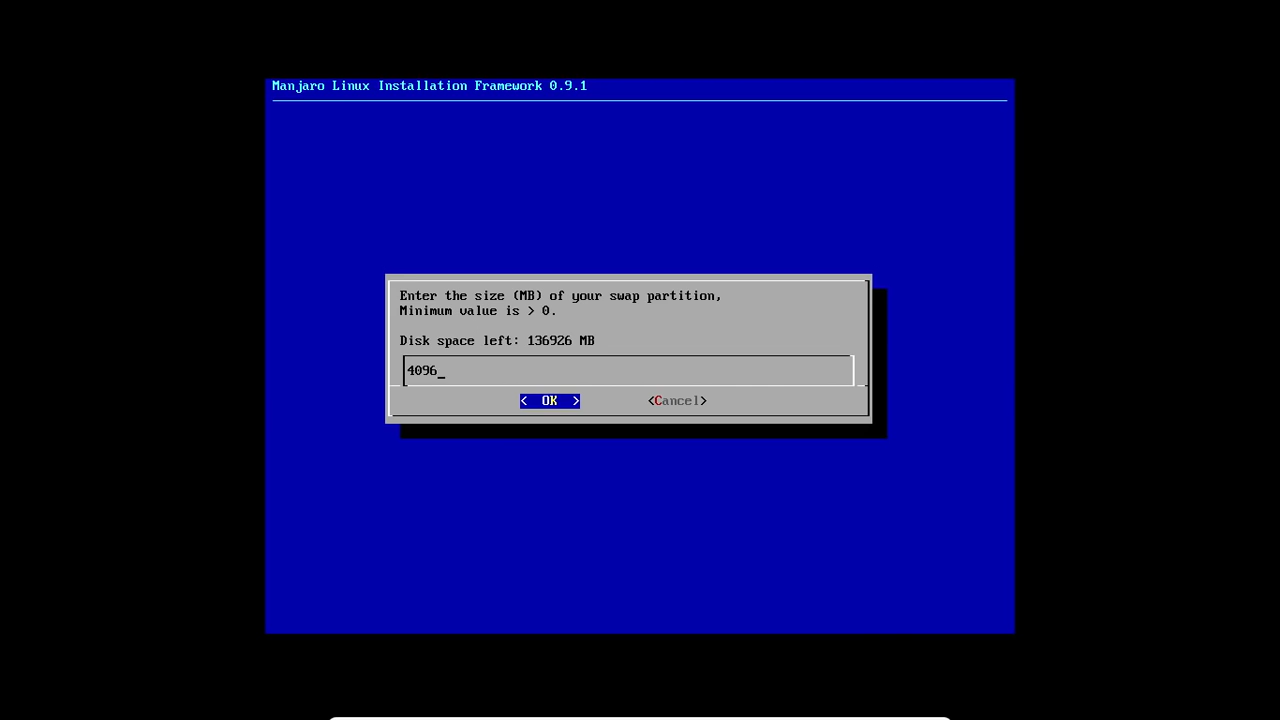 Manjaro Linux Installation Framework 0.9.1
Enter the size (MB) of your swap partition,
Minimum value is > 0.
Disk space left: 136926 MB
4096_
< OK > <Cancel>